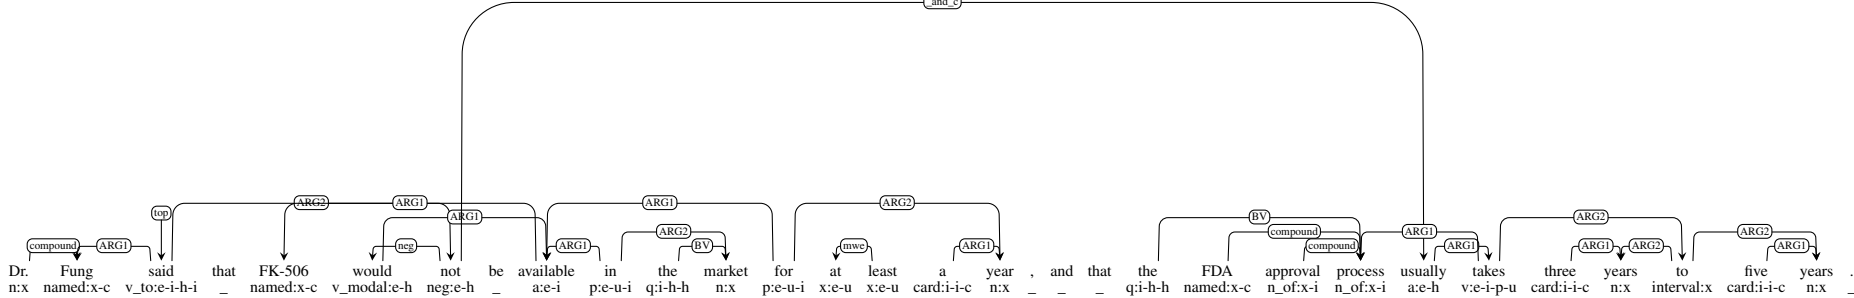 _and_c
ARG2 ARG1 ARG1 ARG2
top ARG1 BV ARG2
ARG2 compound ARG1 ARG2
compound ARG1 neg ARG1 BV mwe ARG1 compound ARG1 ARG1 ARG2 ARG1
Dr. Fung said that FK-506 would not be available in the market for at least a year , and that the FDA approval process usually takes three years to five years .
n:x named:x-c v_to:e-i-h-i _ named:x-c v_modal:e-h neg:e-h _ a:e-i p:e-u-i q:i-h-h n:x p:e-u-i x:e-u x:e-u card:i-i-c n:x _ _ _ q:i-h-h named:x-c n_of:x-i n_of:x-i a:e-h v:e-i-p-u card:i-i-c n:x interval:x card:i-i-c n:x _